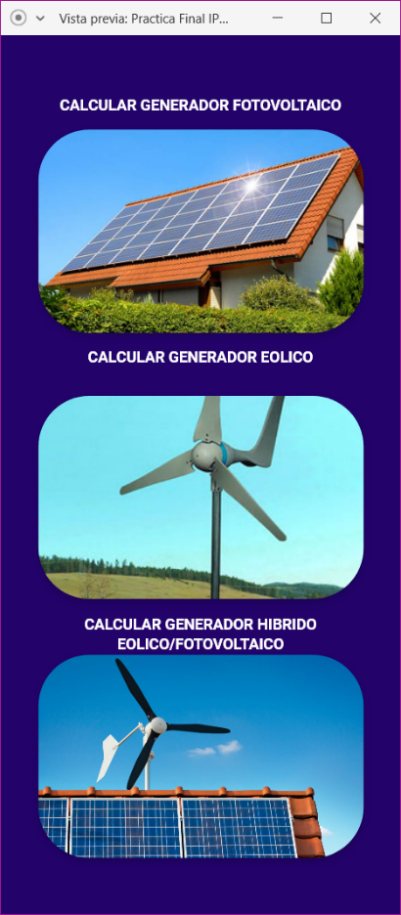 Vista previa: Practica Final IP...
CALCULAR GENERADOR FOTOVOLTAICO
CALCULAR GENERADOR EOLICO
CALCULAR GENERADOR HIBRIDO
EOLICO/FOTOVOLTAICO